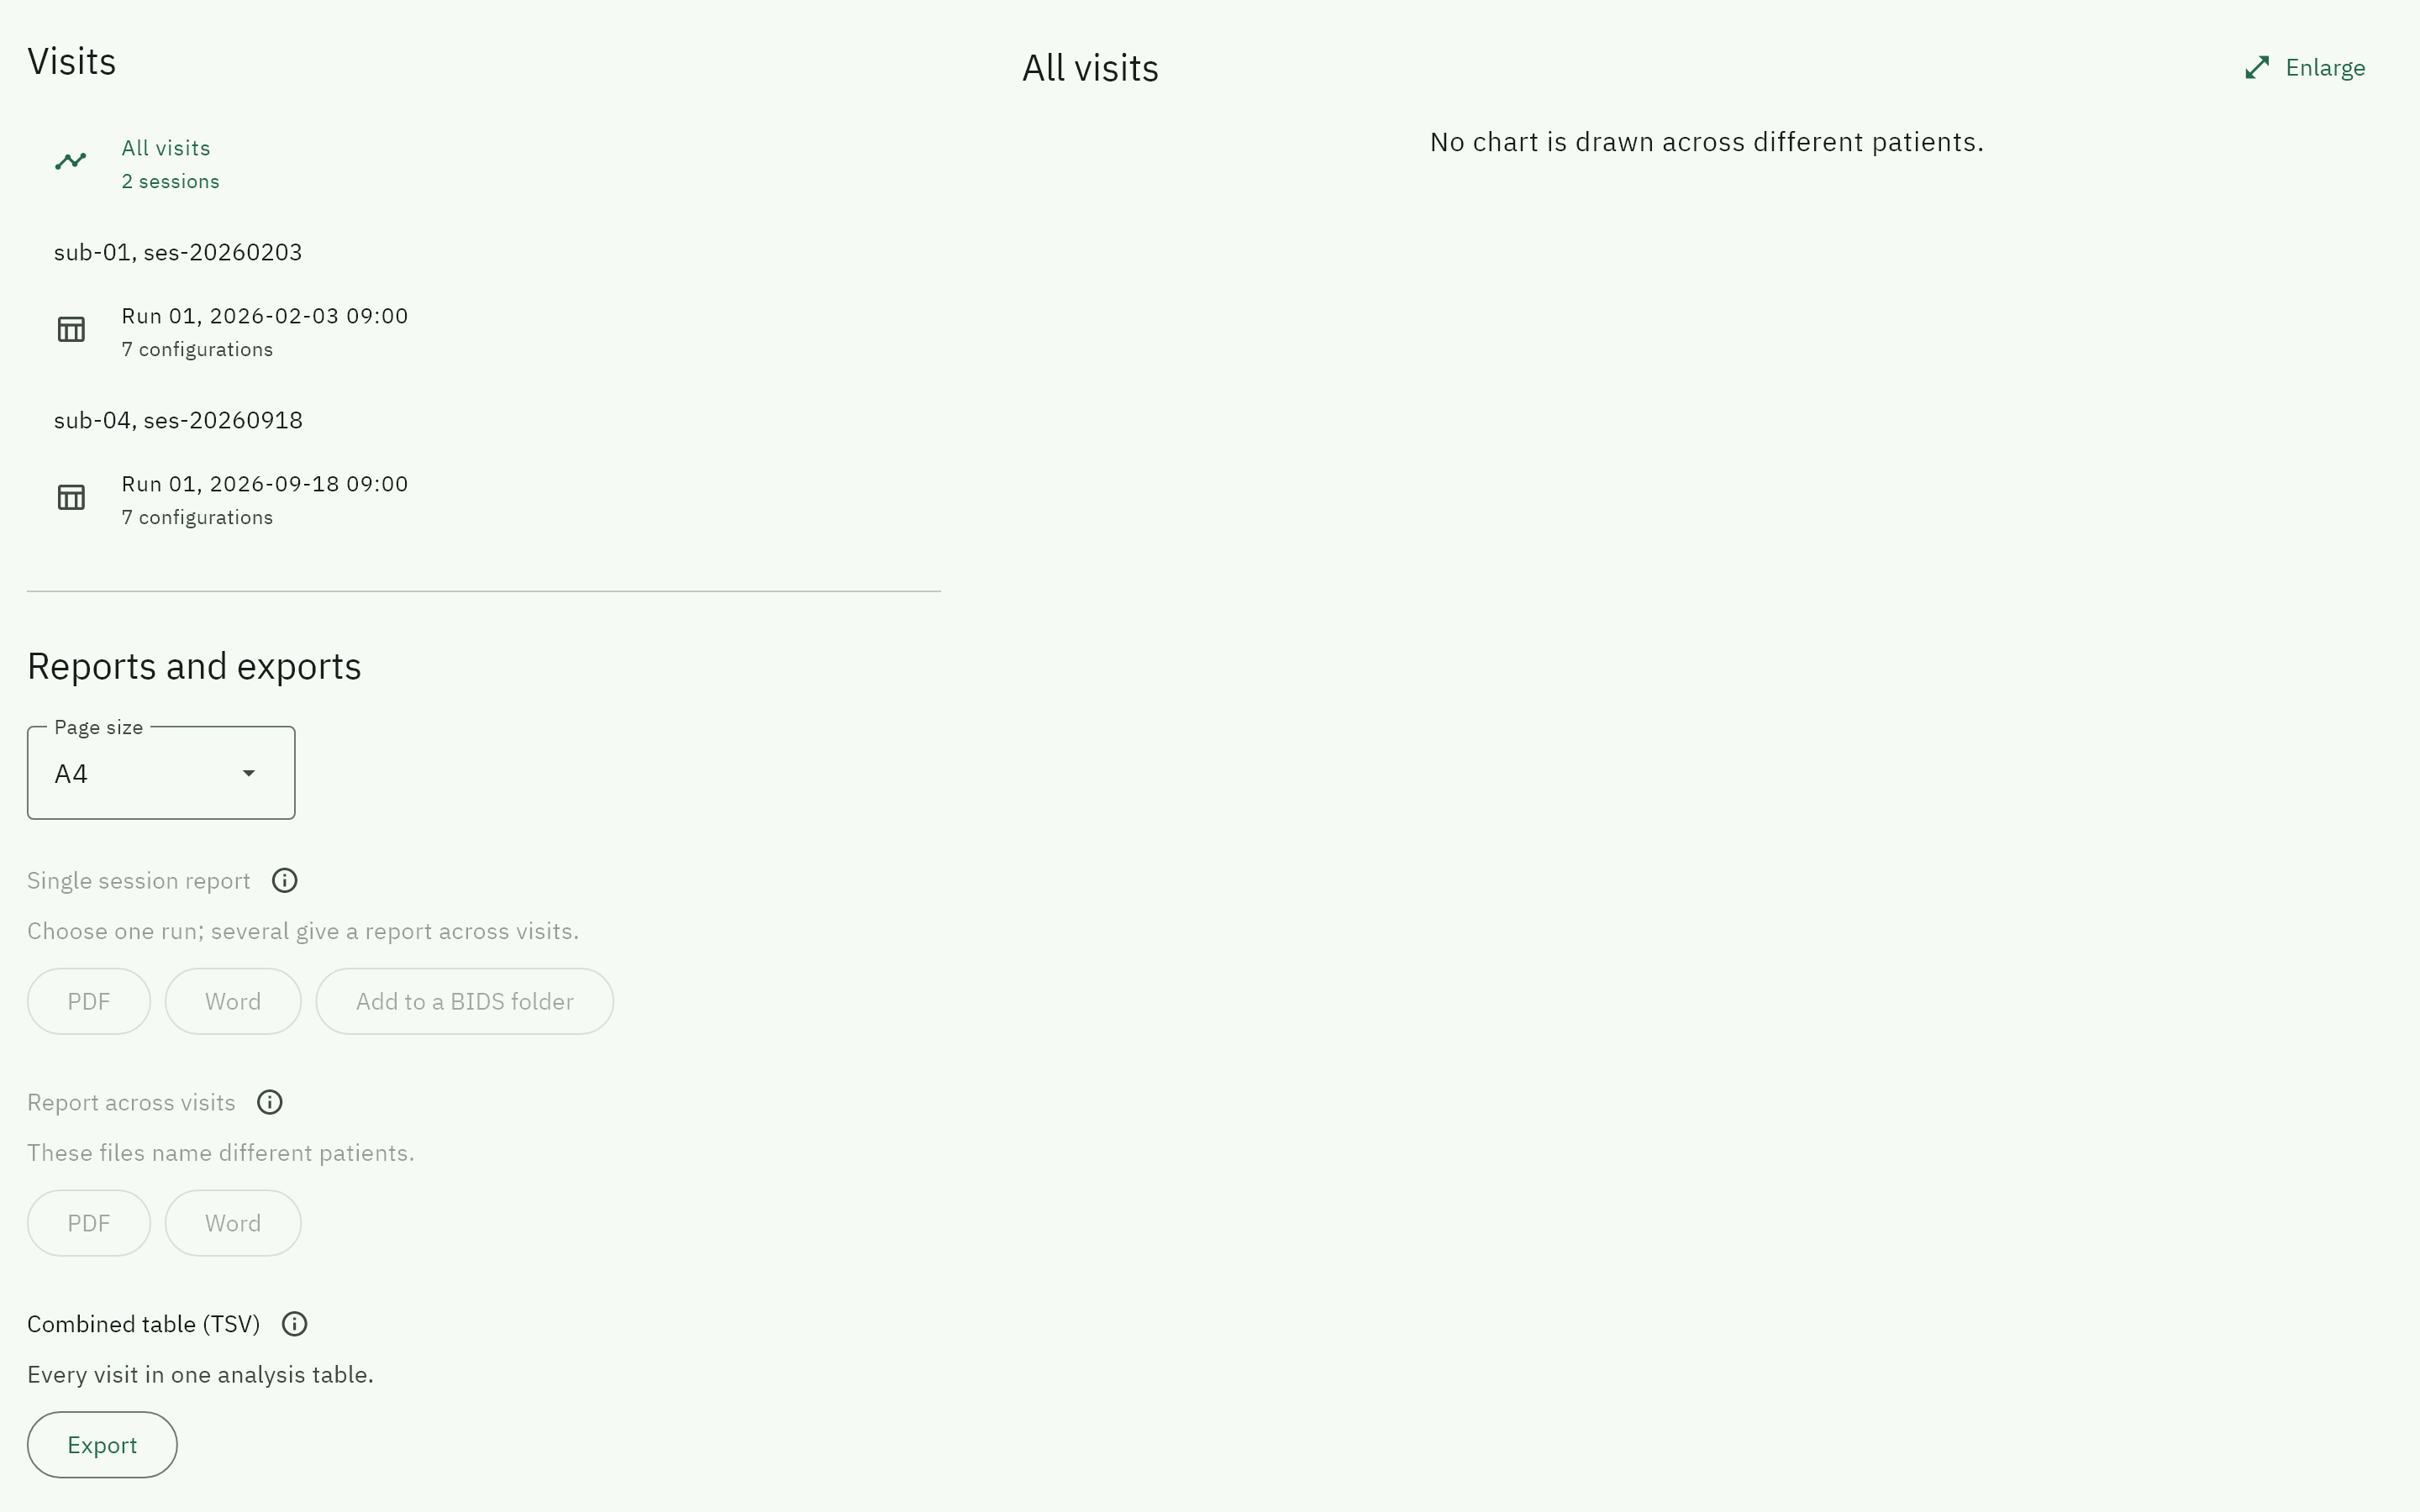 Visits
All visits
2 sessions
sub-01, ses-20260203
Run 01, 2026-02-03 09:00
7 configurations
sub-04, ses-20260918
Run 01, 2026-09-18 09:00
7 configurations
Reports and exports
Page size
A4
Single session report
Choose one run; several give a report across visits.
PDF Word Add to a BIDS folder
Report across visits
These files name different patients.
PDF Word
Combined table (TSV)
Every visit in one analysis table.
Export
All visits
Enlarge
No chart is drawn across different patients.